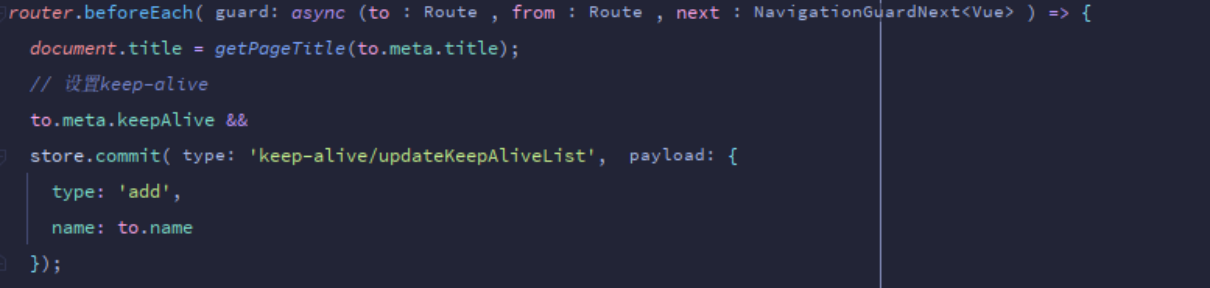 router.beforeEach( guard: async (to : Route , from : Route , next : NavigationGuardNext<Vue> ) => {
document.title = getPageTitle(to.meta.title);
// 设置keep-alive
to.meta.keepAlive &&
store.commit( type: 'keep-alive/updateKeepAliveList', payload: {
type: 'add',
name: to.name
});